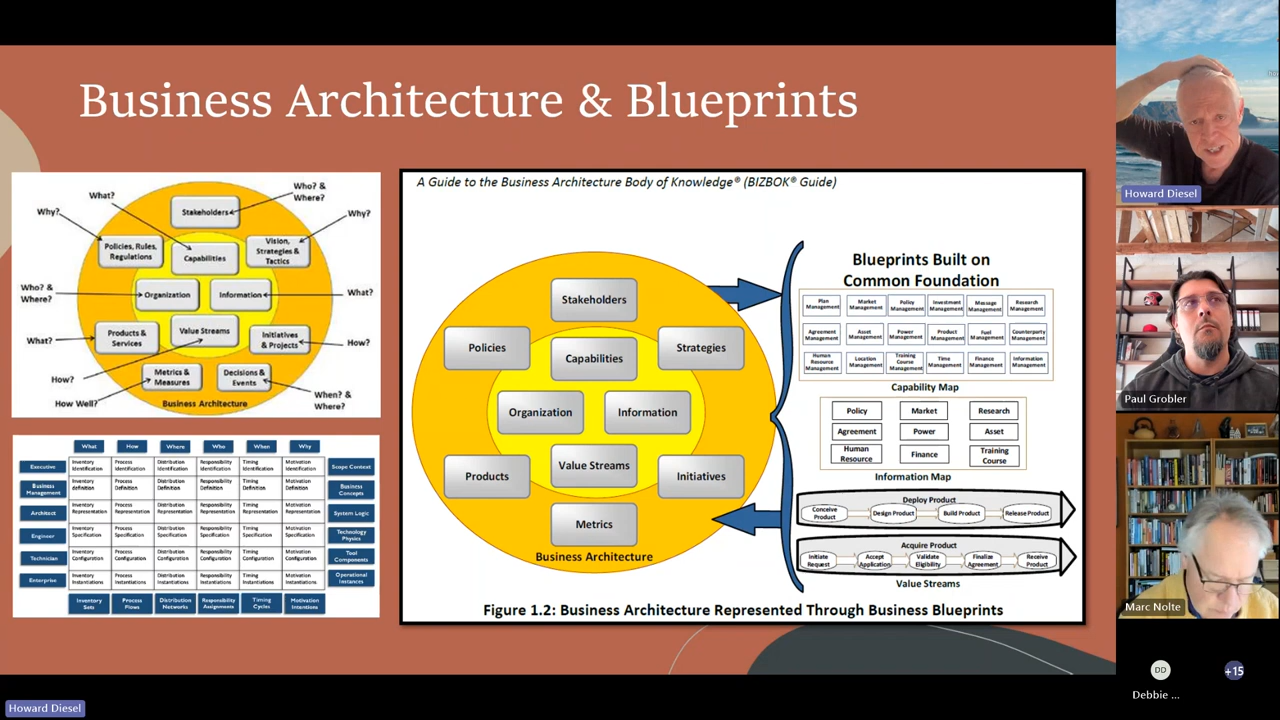 Business Architecture & Blueprints
What?
Who? &
Where?
Why?
Why?
Stakeholders
Policies, Rules,
Regulations
Capabilities
Vision,
Strategies &
Tactics
Who? &
Where?
Organization
Information
What?
What?
Products &
Services
Value Streams
Initiatives
& Projects
How?
How?
Metrics &
Measures
Decisions &
Events
How Well?
When? &
Where?
Business Architecture
What
How
Where
Who
When
Why
Executive
Inventory
Identification
Process
Identification
Distribution
Identification
Responsibility
Identification
Timing
Identification
Motivation
Identification
Scope Context
Business
Management
Inventory
definition
Process
Definition
Distribution
Definition
Responsibility
Definition
Timing
Definition
Motivation
Definition
Business
Concepts
Architect
Inventory
Representation
Process
Representation
Distribution
Representation
Responsibility
Representation
Timing
Representation
Motivation
Representation
System Logic
Engineer
Inventory
Specification
Process
Specification
Distribution
Specification
Responsibility
Specification
Timing
Specification
Motivation
Specification
Technology
Physics
Technician
Inventory
Configuration
Process
Configuration
Distribution
Configuration
Responsibility
Configuration
Timing
Configuration
Motivation
Configuration
Tool
Components
Enterprise
Inventory
Instantiations
Process
Instantiations
Distribution
Instantiations
Responsibility
Instantiations
Timing
Instantiations
Motivation
Instantiations
Operational
Instances
Inventory
Sets
Process
Flows
Distribution
Networks
Responsibility
Assignments
Timing
Cycles
Motivation
Intentions
A Guide to the Business Architecture Body of Knowledge® (BIZBOK® Guide)
Stakeholders
Policies
Capabilities
Strategies
Organization
Information
Products
Value Streams
Initiatives
Metrics
Business Architecture
Blueprints Built on
Common Foundation
Plan
Management
Market
Management
Policy
Management
Investment
Management
Message
Management
Research
Management
Agreement
Management
Asset
Management
Power
Management
Product
Management
Fuel
Management
Counterparty
Management
Human
Resource
Management
Location
Management
Training
Course
Management
Time
Management
Finance
Management
Information
Management
Capability Map
Policy
Market
Research
Agreement
Power
Asset
Human
Resource
Finance
Training
Course
Information Map
Deploy Product
Conceive
Product
Design Product
Build Product
Release Product
Acquire Product
Initiate
Request
Accept
Application
Validate
Eligibility
Finalize
Agreement
Receive
Product
Value Streams
Figure 1.2: Business Architecture Represented Through Business Blueprints
Howard Diesel
Paul Grobler
Marc Nolte
DD
+15
Debbie ...
Howard Diesel